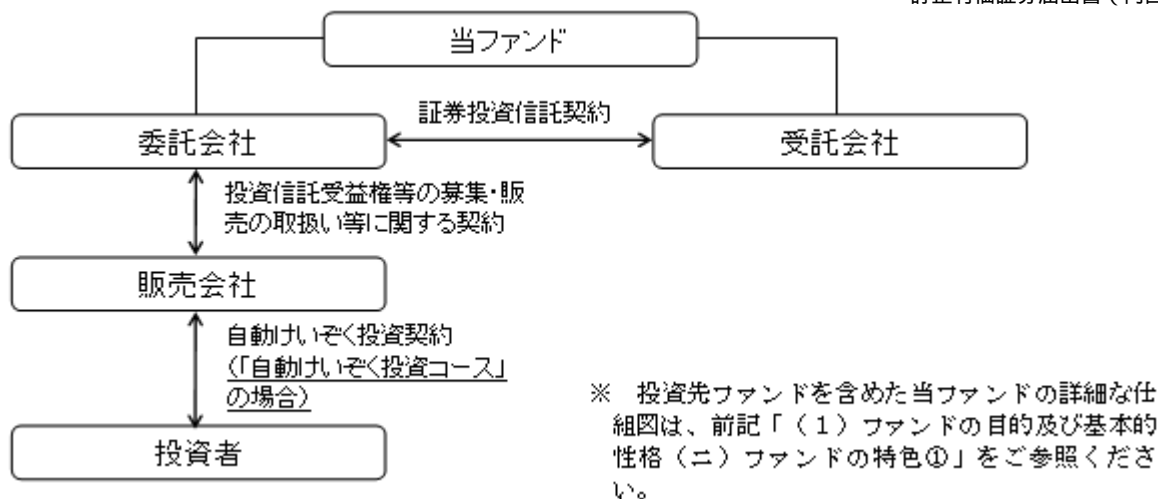 当ファンド
証券投資信託契約
委託会社
受託会社
投資信託受益権等の募集・販
売の取扱い等に関する契約
販売会社
自動けいぞく投資契約
(「自動けいぞく投資コース」
の場合)
投資者
※ 投資先ファンドを含めた当ファンドの詳細な仕
組図は、前記「(1)ファンドの目的及び基本的
性格(ニ)ファンドの特色①」をご参照くださ
い。